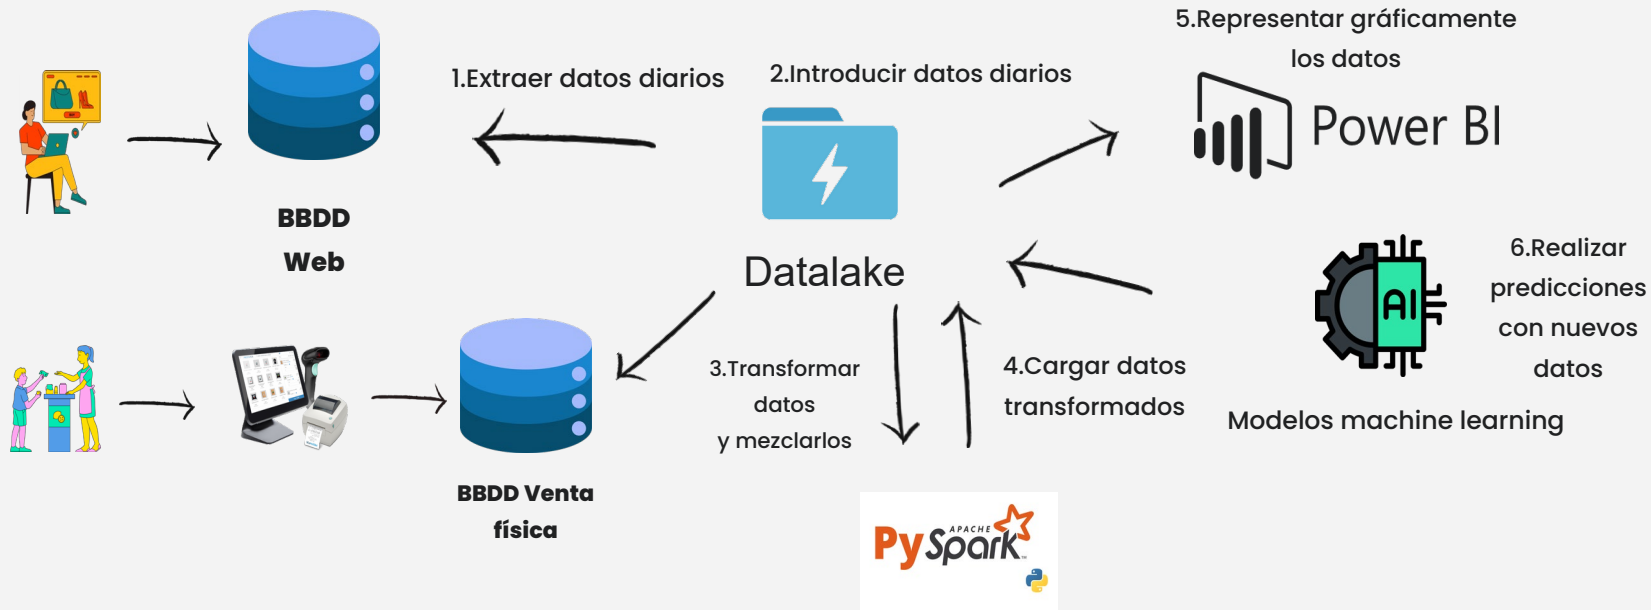 1.Extraer datos diarios
2.Introducir datos diarios
5.Representar gráficamente
los datos
Power BI
BBDD
Web
Datalake
6.Realizar
predicciones
con nuevos
datos
AI
Modelos machine learning
3.Transformar
datos
y mezclarlos
4.Cargar datos
transformados
BBDD Venta
física
APACHE
PySpark